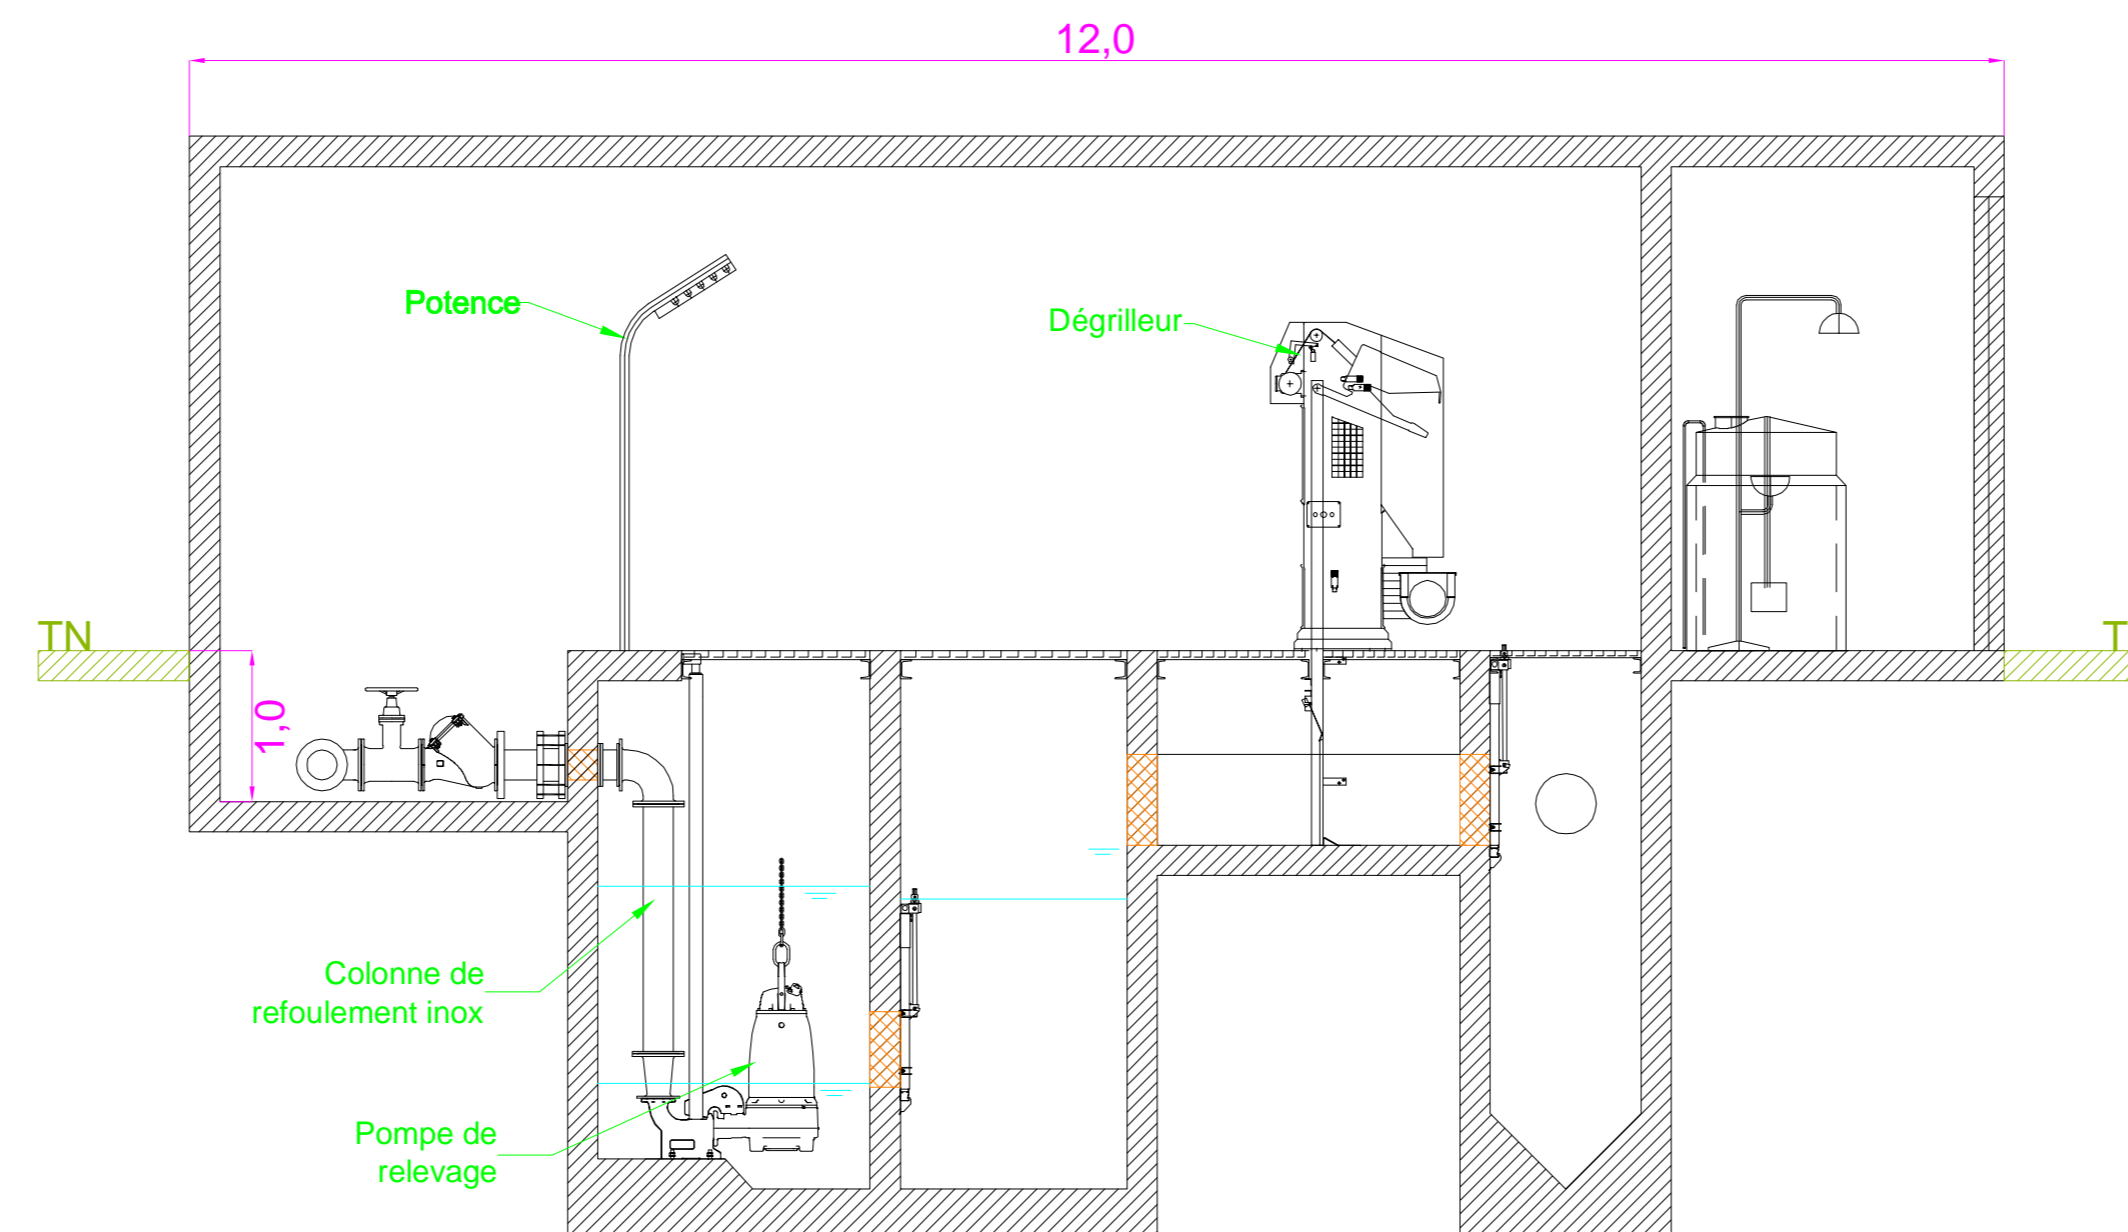 12,0
Potence
Dégrilleur
TN
T
1,0
Colonne de
refoulement inox
Pompe de
relevage